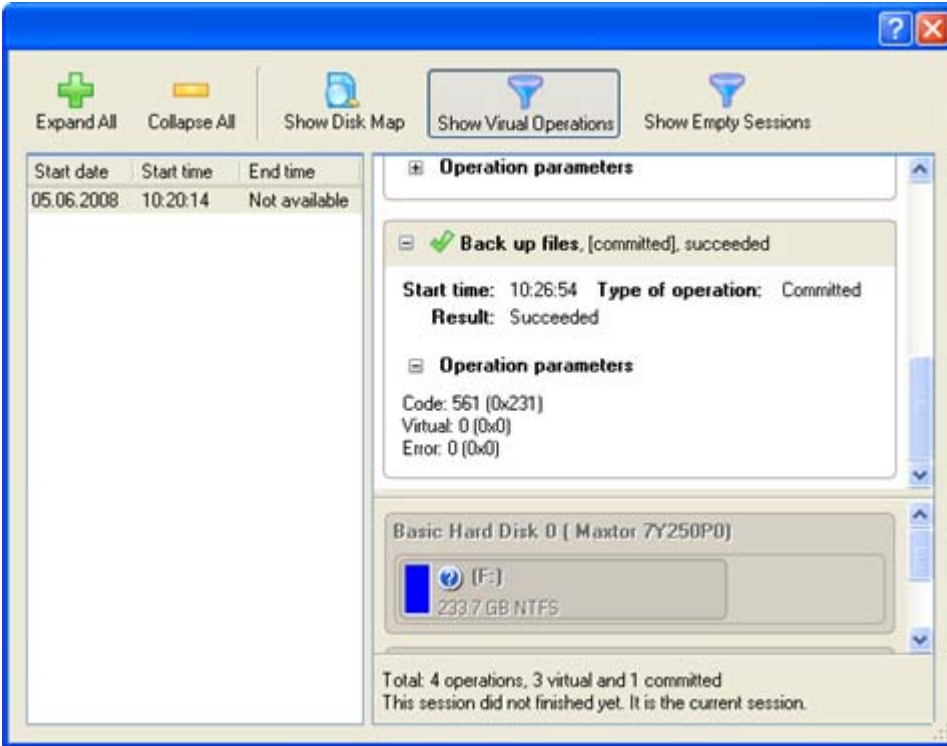 Expand All Collapse All Show Disk Map Show Virual Operations Show Empty Sessions
Start date Start time End time
05.06.2008 10:20:14 Not available
Operation parameters
Back up files, [committed], succeeded
Start time: 10:26:54 Type of operation: Committed
Result: Succeeded
Operation parameters
Code: 561 (0x231)
Virtual: 0 (0x0)
Error: 0 (0x0)
Basic Hard Disk 0 ( Maxtor 7Y250P0)
(F:)
233.7 GB NTFS
Total: 4 operations, 3 virtual and 1 committed
This session did not finished yet. It is the current session.